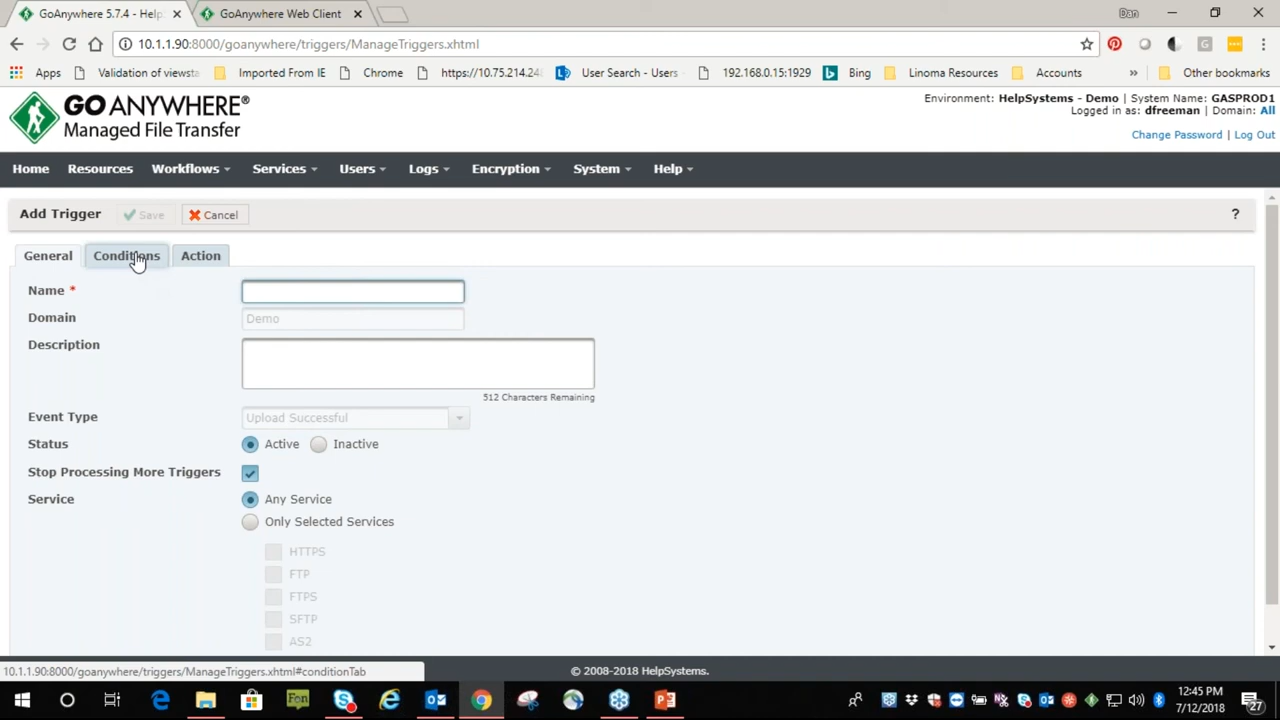 GoAnywhere 5.7.4 - Help
GoAnywhere Web Client
Dan
10.1.1.90:8000/goanywhere/triggers/ManageTriggers.xhtml
Apps
Validation of viewsta
Imported From IE
Chrome
https://10.75.214.24
User Search - Users
192.168.0.15:1929
Bing
Linoma Resources
Accounts
»
Other bookmarks
GO ANYWHERE®
Managed File Transfer
Environment: HelpSystems - Demo | System Name: GASPROD1
Logged in as: dfreeman | Domain: All
Change Password | Log Out
Home
Resources
Workflows
Services
Users
Logs
Encryption
System
Help
Add Trigger
Save
Cancel
?
General
Conditions
Action
Name *
Domain
Demo
Description
512 Characters Remaining
Event Type
Upload Successful
Status
Active
Inactive
Stop Processing More Triggers
Service
Any Service
Only Selected Services
HTTPS
FTP
FTPS
SFTP
AS2
10.1.1.90:8000/goanywhere/triggers/ManageTriggers.xhtml#conditionTab
© 2008-2018 HelpSystems.
12:45 PM
7/12/2018
27